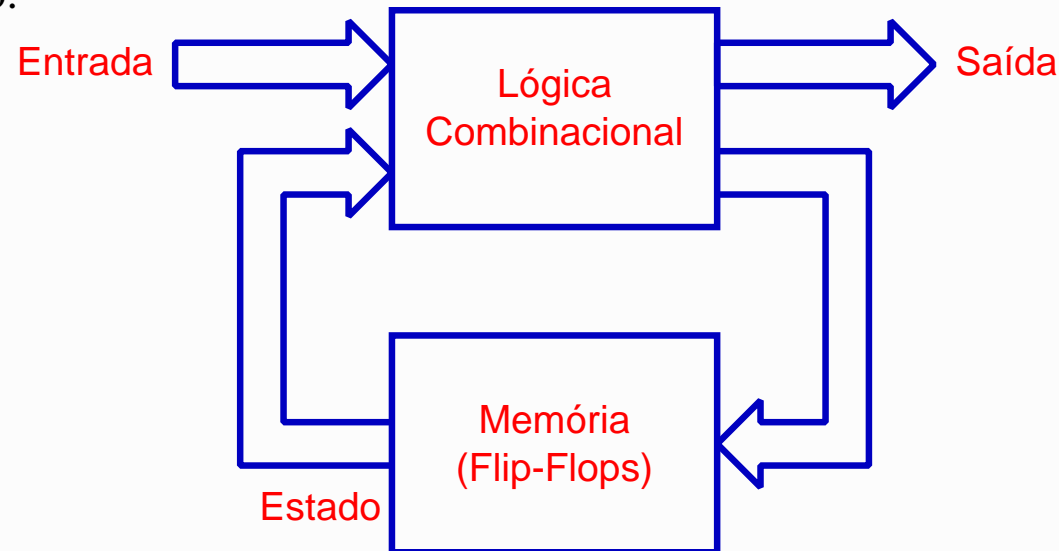 Entrada
Lógica
Combinacional
Saída
Memória
(Flip-Flops)
Estado